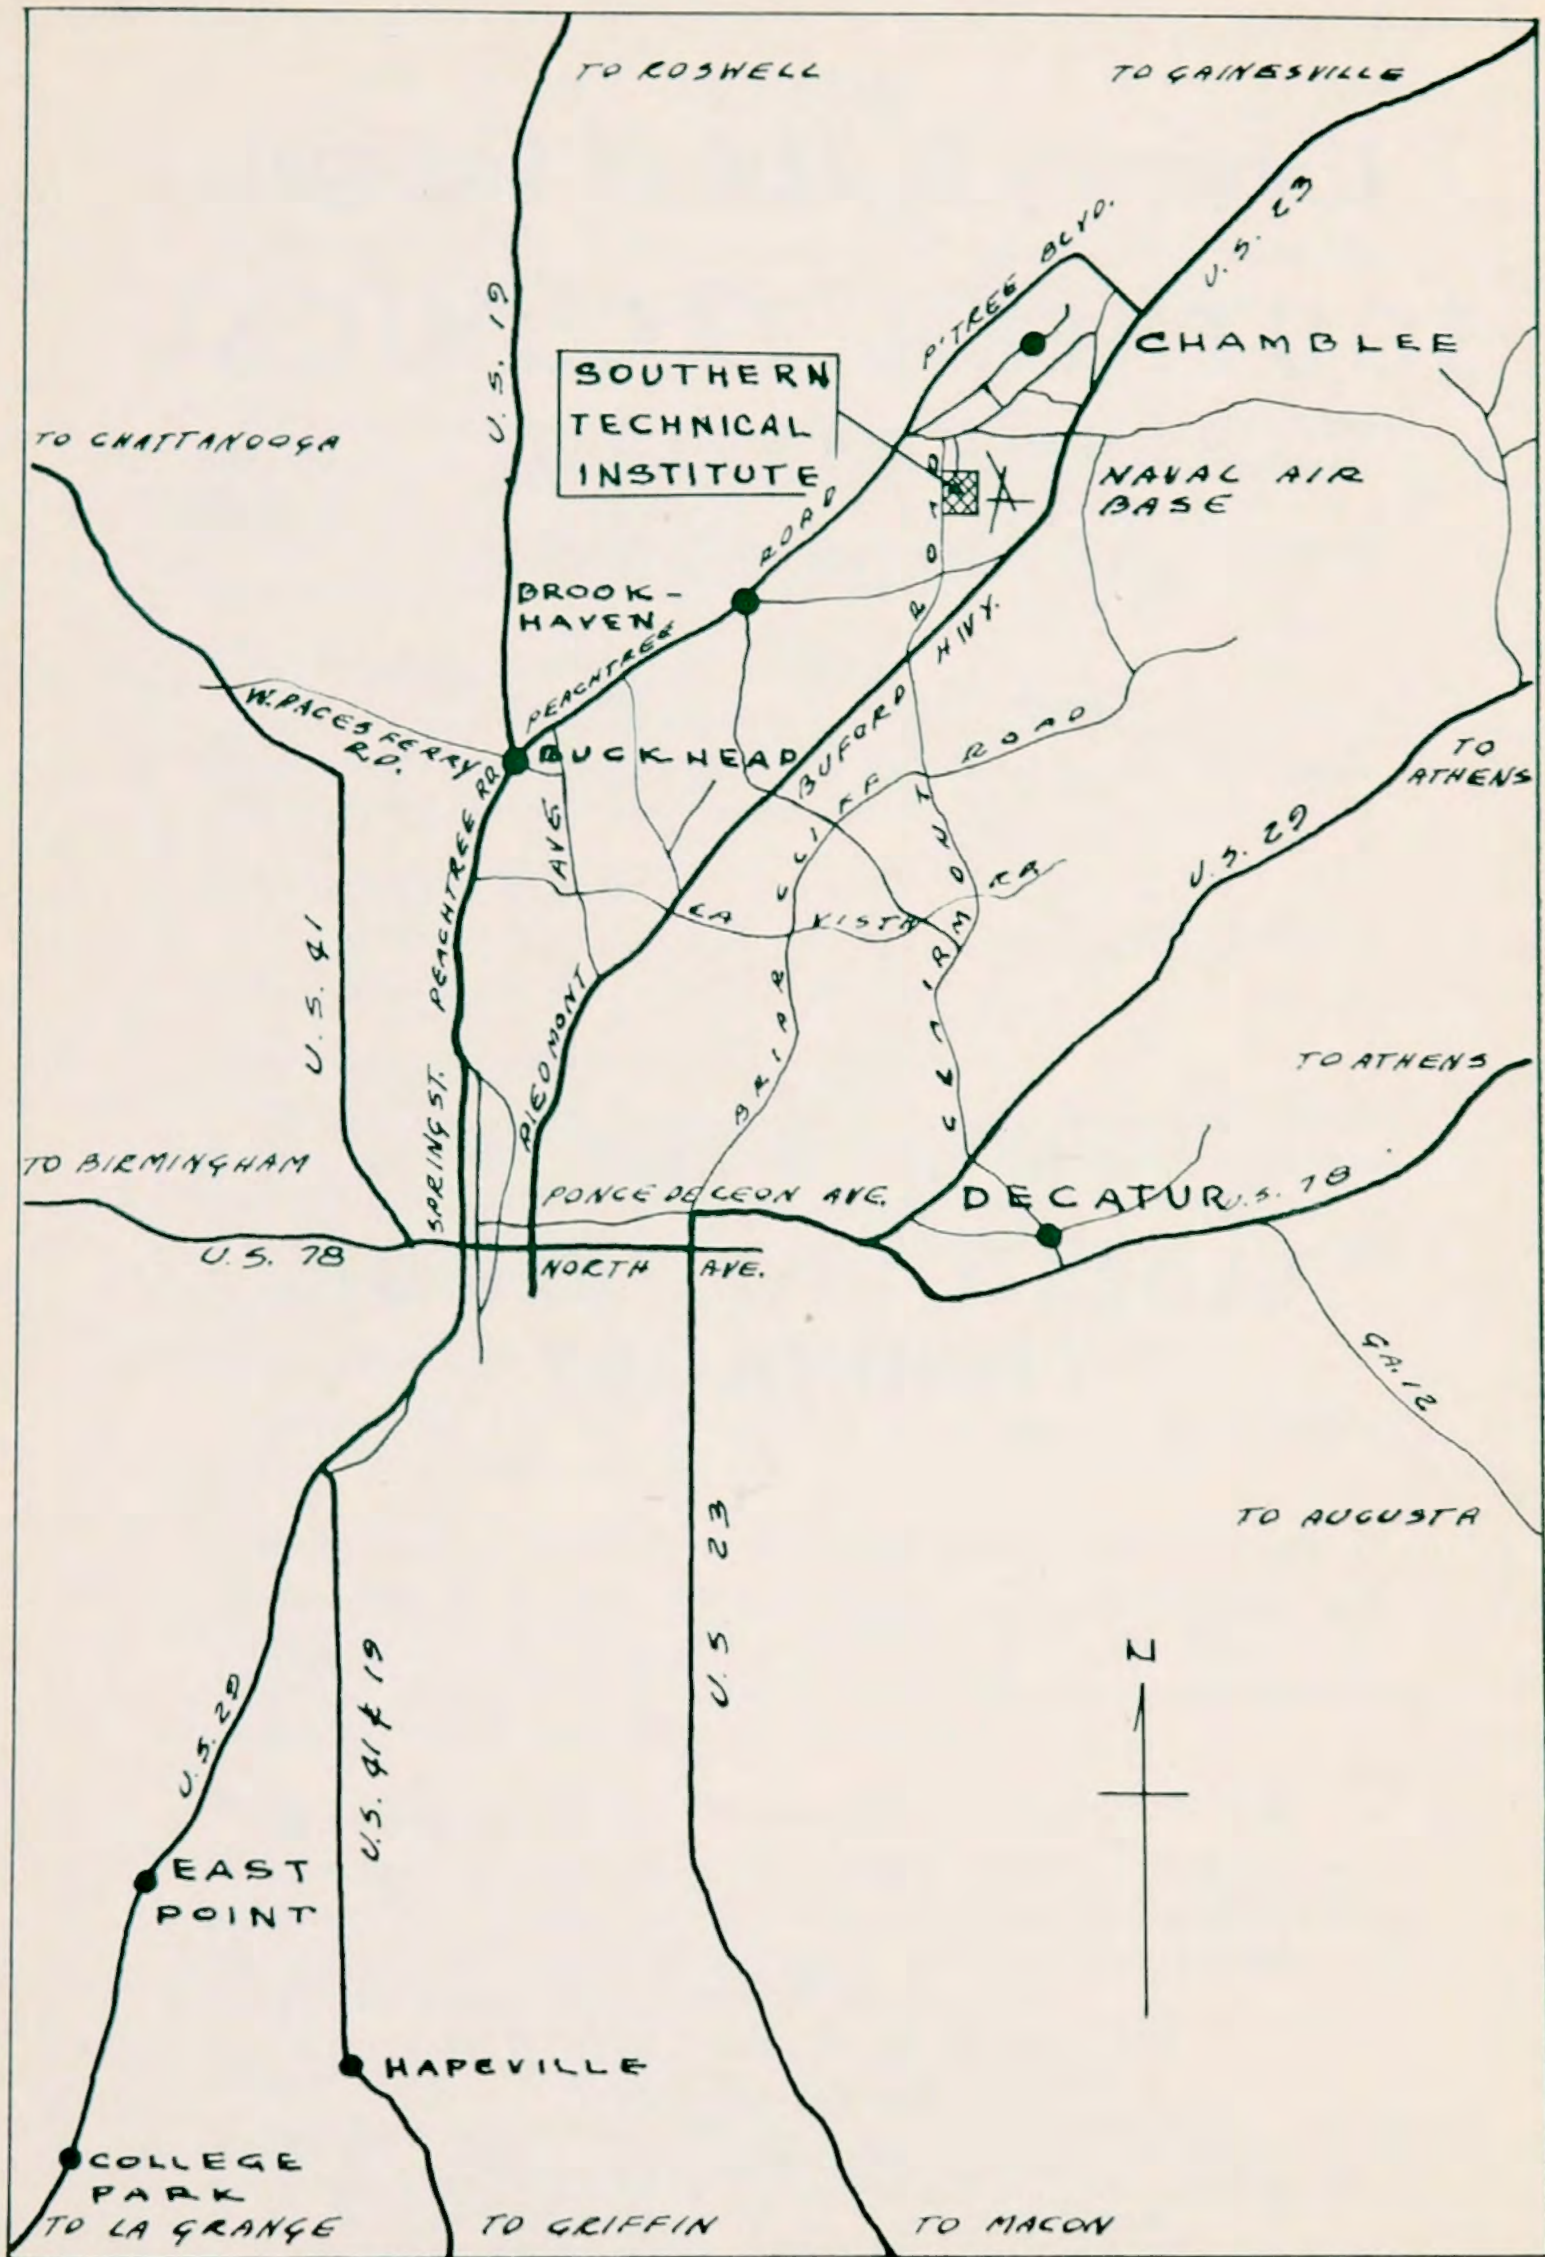 TO ROSWELL
TO GAINESVILLE
U.S. 23
P'TREE BLVD.
U.S. 19
CHAMBLEE
SOUTHERN
TECHNICAL
INSTITUTE
TO CHATTANOOGA
NAVAL AIR
BASE
ROAD
BROOK-
HAVEN
PEACHTREE
HWY.
BUFORD
W. PACES FERRY
RD.
BUCKHEAD
ROAD
TO
ATHENS
PEACHTREE RD.
AVE
CLIFF
U.S. 29
LA VISTA RD
U.S. 41
PIEDMONT
BRIAR
CLAIRMONT
TO ATHENS
SPRING ST.
TO BIRMINGHAM
PONCE DE LEON AVE.
DECATUR
U.S. 78
U.S. 78
NORTH AVE.
GA. 12
TO AUGUSTA
U.S 23
N
U.S. 29
U.S. 41 & 19
EAST
POINT
HAPEVILLE
COLLEGE
PARK
TO LA GRANGE
TO GRIFFIN
TO MACON